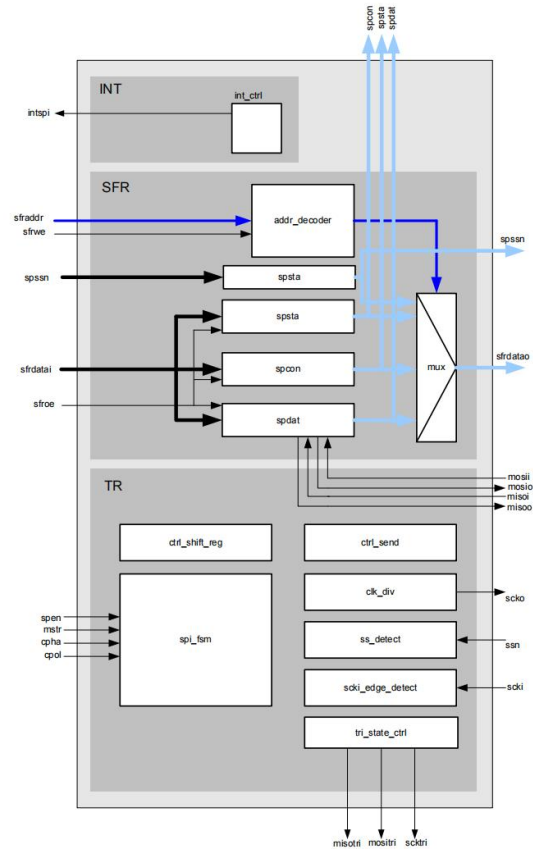 spcon
spsta
spdat
INT
int_ctrl
intspi
SFR
sfraddr
addr_decoder
sfrwe
spssn
spssn
spsta
spsta
sfrdatai
spcon
mux
sfrdatao
sfroe
spdat
mosii
mosio
misoi
misoo
TR
ctrl_shift_reg
ctrl_send
clk_div
scko
spen
mstr
cpha
cpol
spi_fsm
ss_detect
ssn
scki_edge_detect
scki
tri_state_ctrl
misotri
mositri
scktri